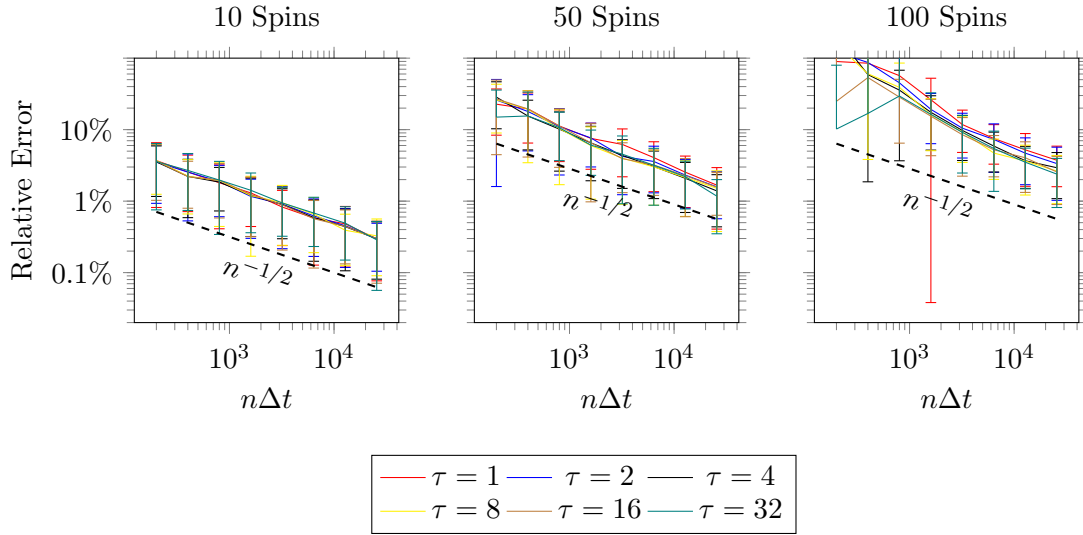 10 Spins
50 Spins
100 Spins
Relative Error
10%
1%
0.1%
n^{-1/2}
n^{-1/2}
n^{-1/2}
10^3
10^4
10^3
10^4
10^3
10^4
nΔt
nΔt
nΔt
τ = 1
τ = 2
τ = 4
τ = 8
τ = 16
τ = 32